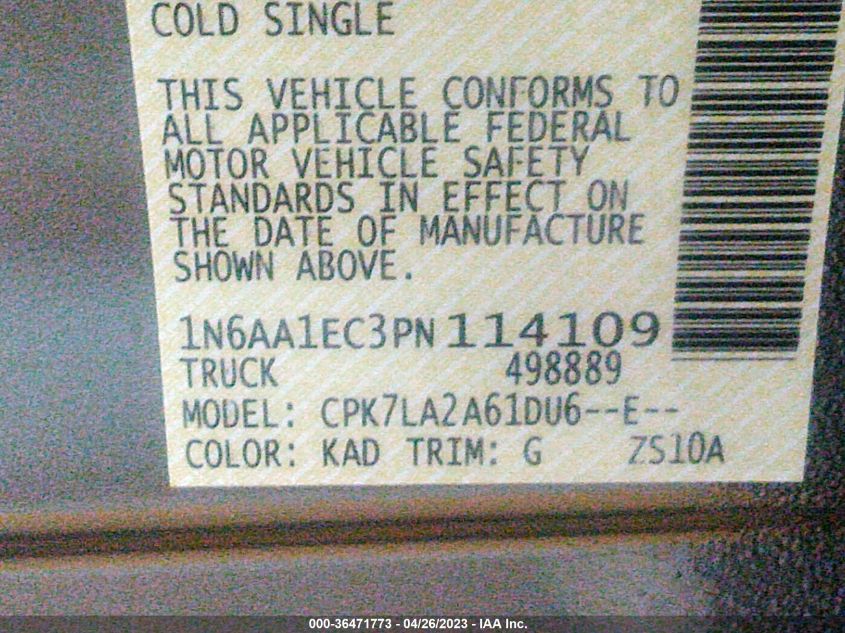 COLD SINGLE
THIS VEHICLE CONFORMS TO
ALL APPLICABLE FEDERAL
MOTOR VEHICLE SAFETY
STANDARDS IN EFFECT ON
THE DATE OF MANUFACTURE
SHOWN ABOVE.
1N6AA1EC3PN114109
TRUCK 498889
MODEL: CPK7LA2A61DU6--E--
COLOR: KAD TRIM: G ZS10A
000-36471773 - 04/26/2023 - IAA Inc.